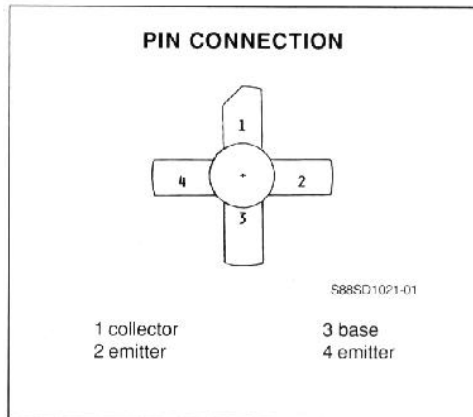 PIN CONNECTION
1
4
2
3
S88SD1021-01
1 collector
2 emitter
3 base
4 emitter